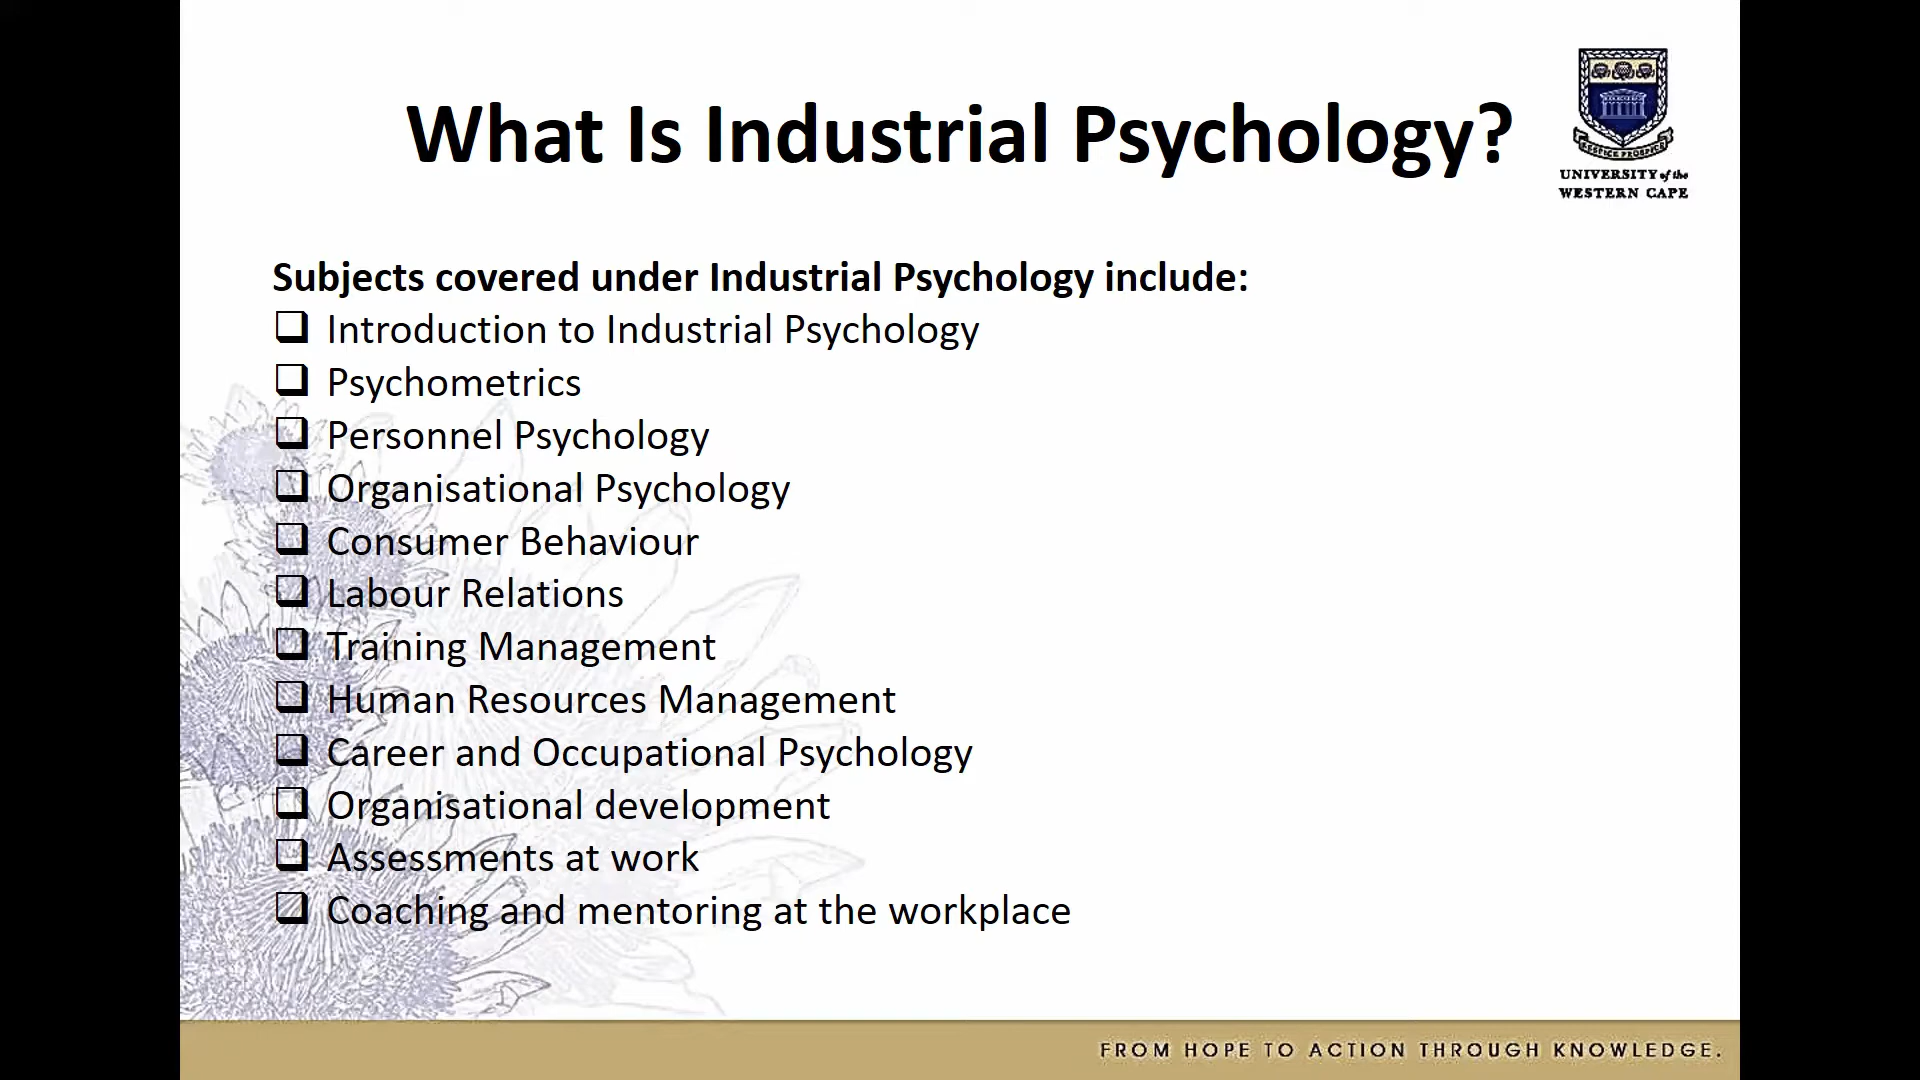 What Is Industrial Psychology?
RESPICE PROSPICE
UNIVERSITY of the
WESTERN CAPE
Subjects covered under Industrial Psychology include:
Introduction to Industrial Psychology
Psychometrics
Personnel Psychology
Organisational Psychology
Consumer Behaviour
Labour Relations
Training Management
Human Resources Management
Career and Occupational Psychology
Organisational development
Assessments at work
Coaching and mentoring at the workplace
FROM HOPE TO ACTION THROUGH KNOWLEDGE.